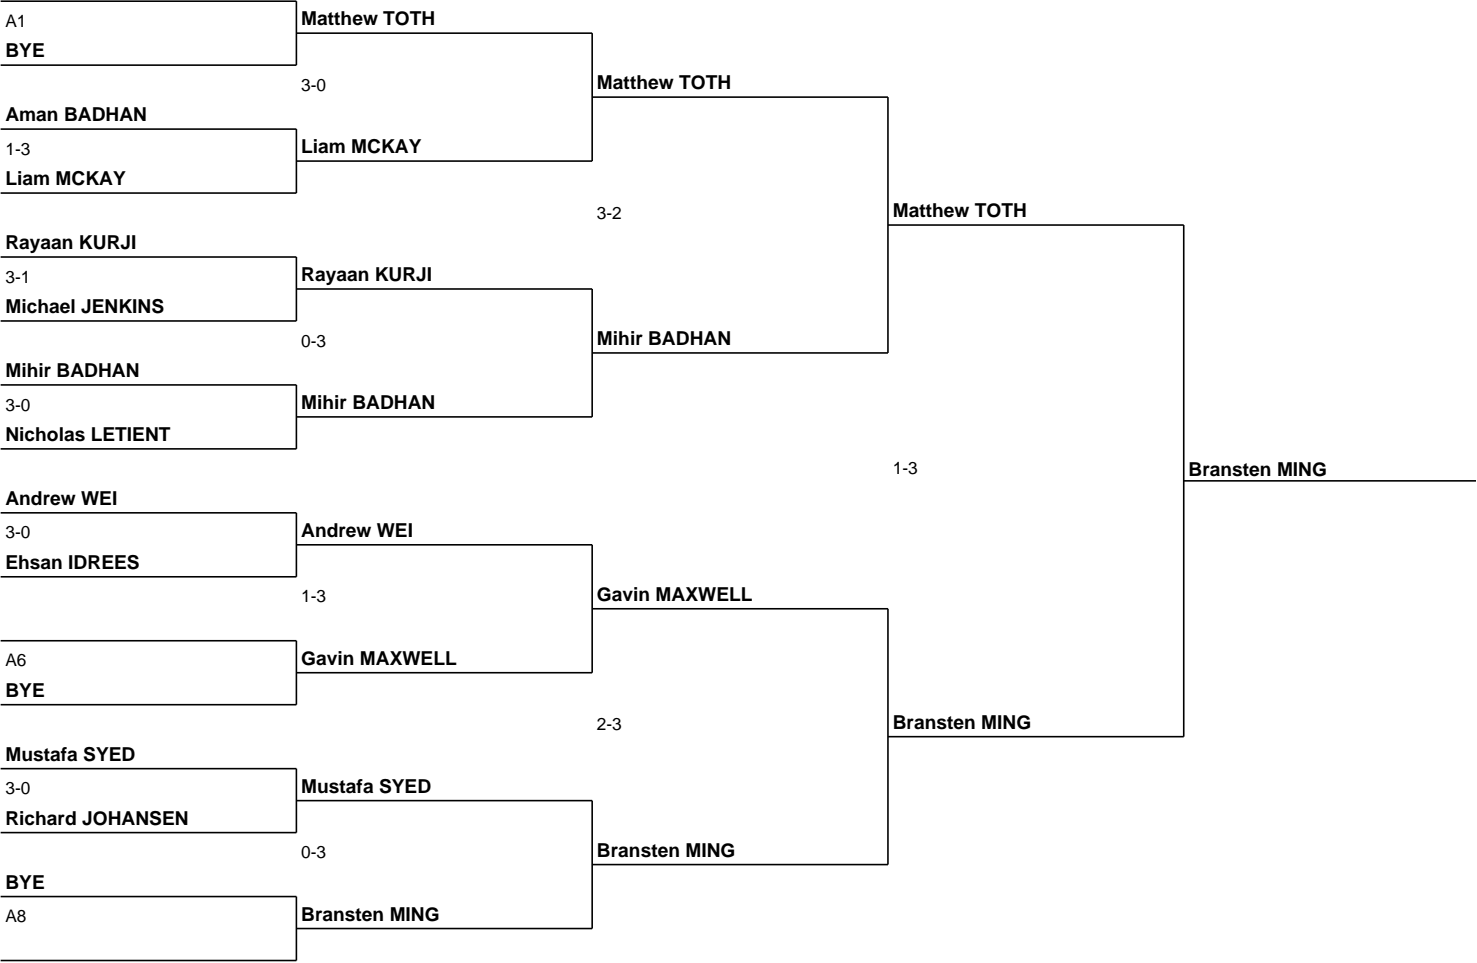 A1
BYE
Aman BADHAN
1-3
Liam MCKAY
Rayaan KURJI
3-1
Michael JENKINS
Mihir BADHAN
3-0
Nicholas LETIENT
Andrew WEI
3-0
Ehsan IDREES
A6
BYE
Mustafa SYED
3-0
Richard JOHANSEN
BYE
A8
Matthew TOTH
3-0
Liam MCKAY
Rayaan KURJI
0-3
Mihir BADHAN
Andrew WEI
1-3
Gavin MAXWELL
Mustafa SYED
0-3
Bransten MING
Matthew TOTH
3-2
Mihir BADHAN
Gavin MAXWELL
2-3
Bransten MING
Matthew TOTH
1-3
Bransten MING
Bransten MING